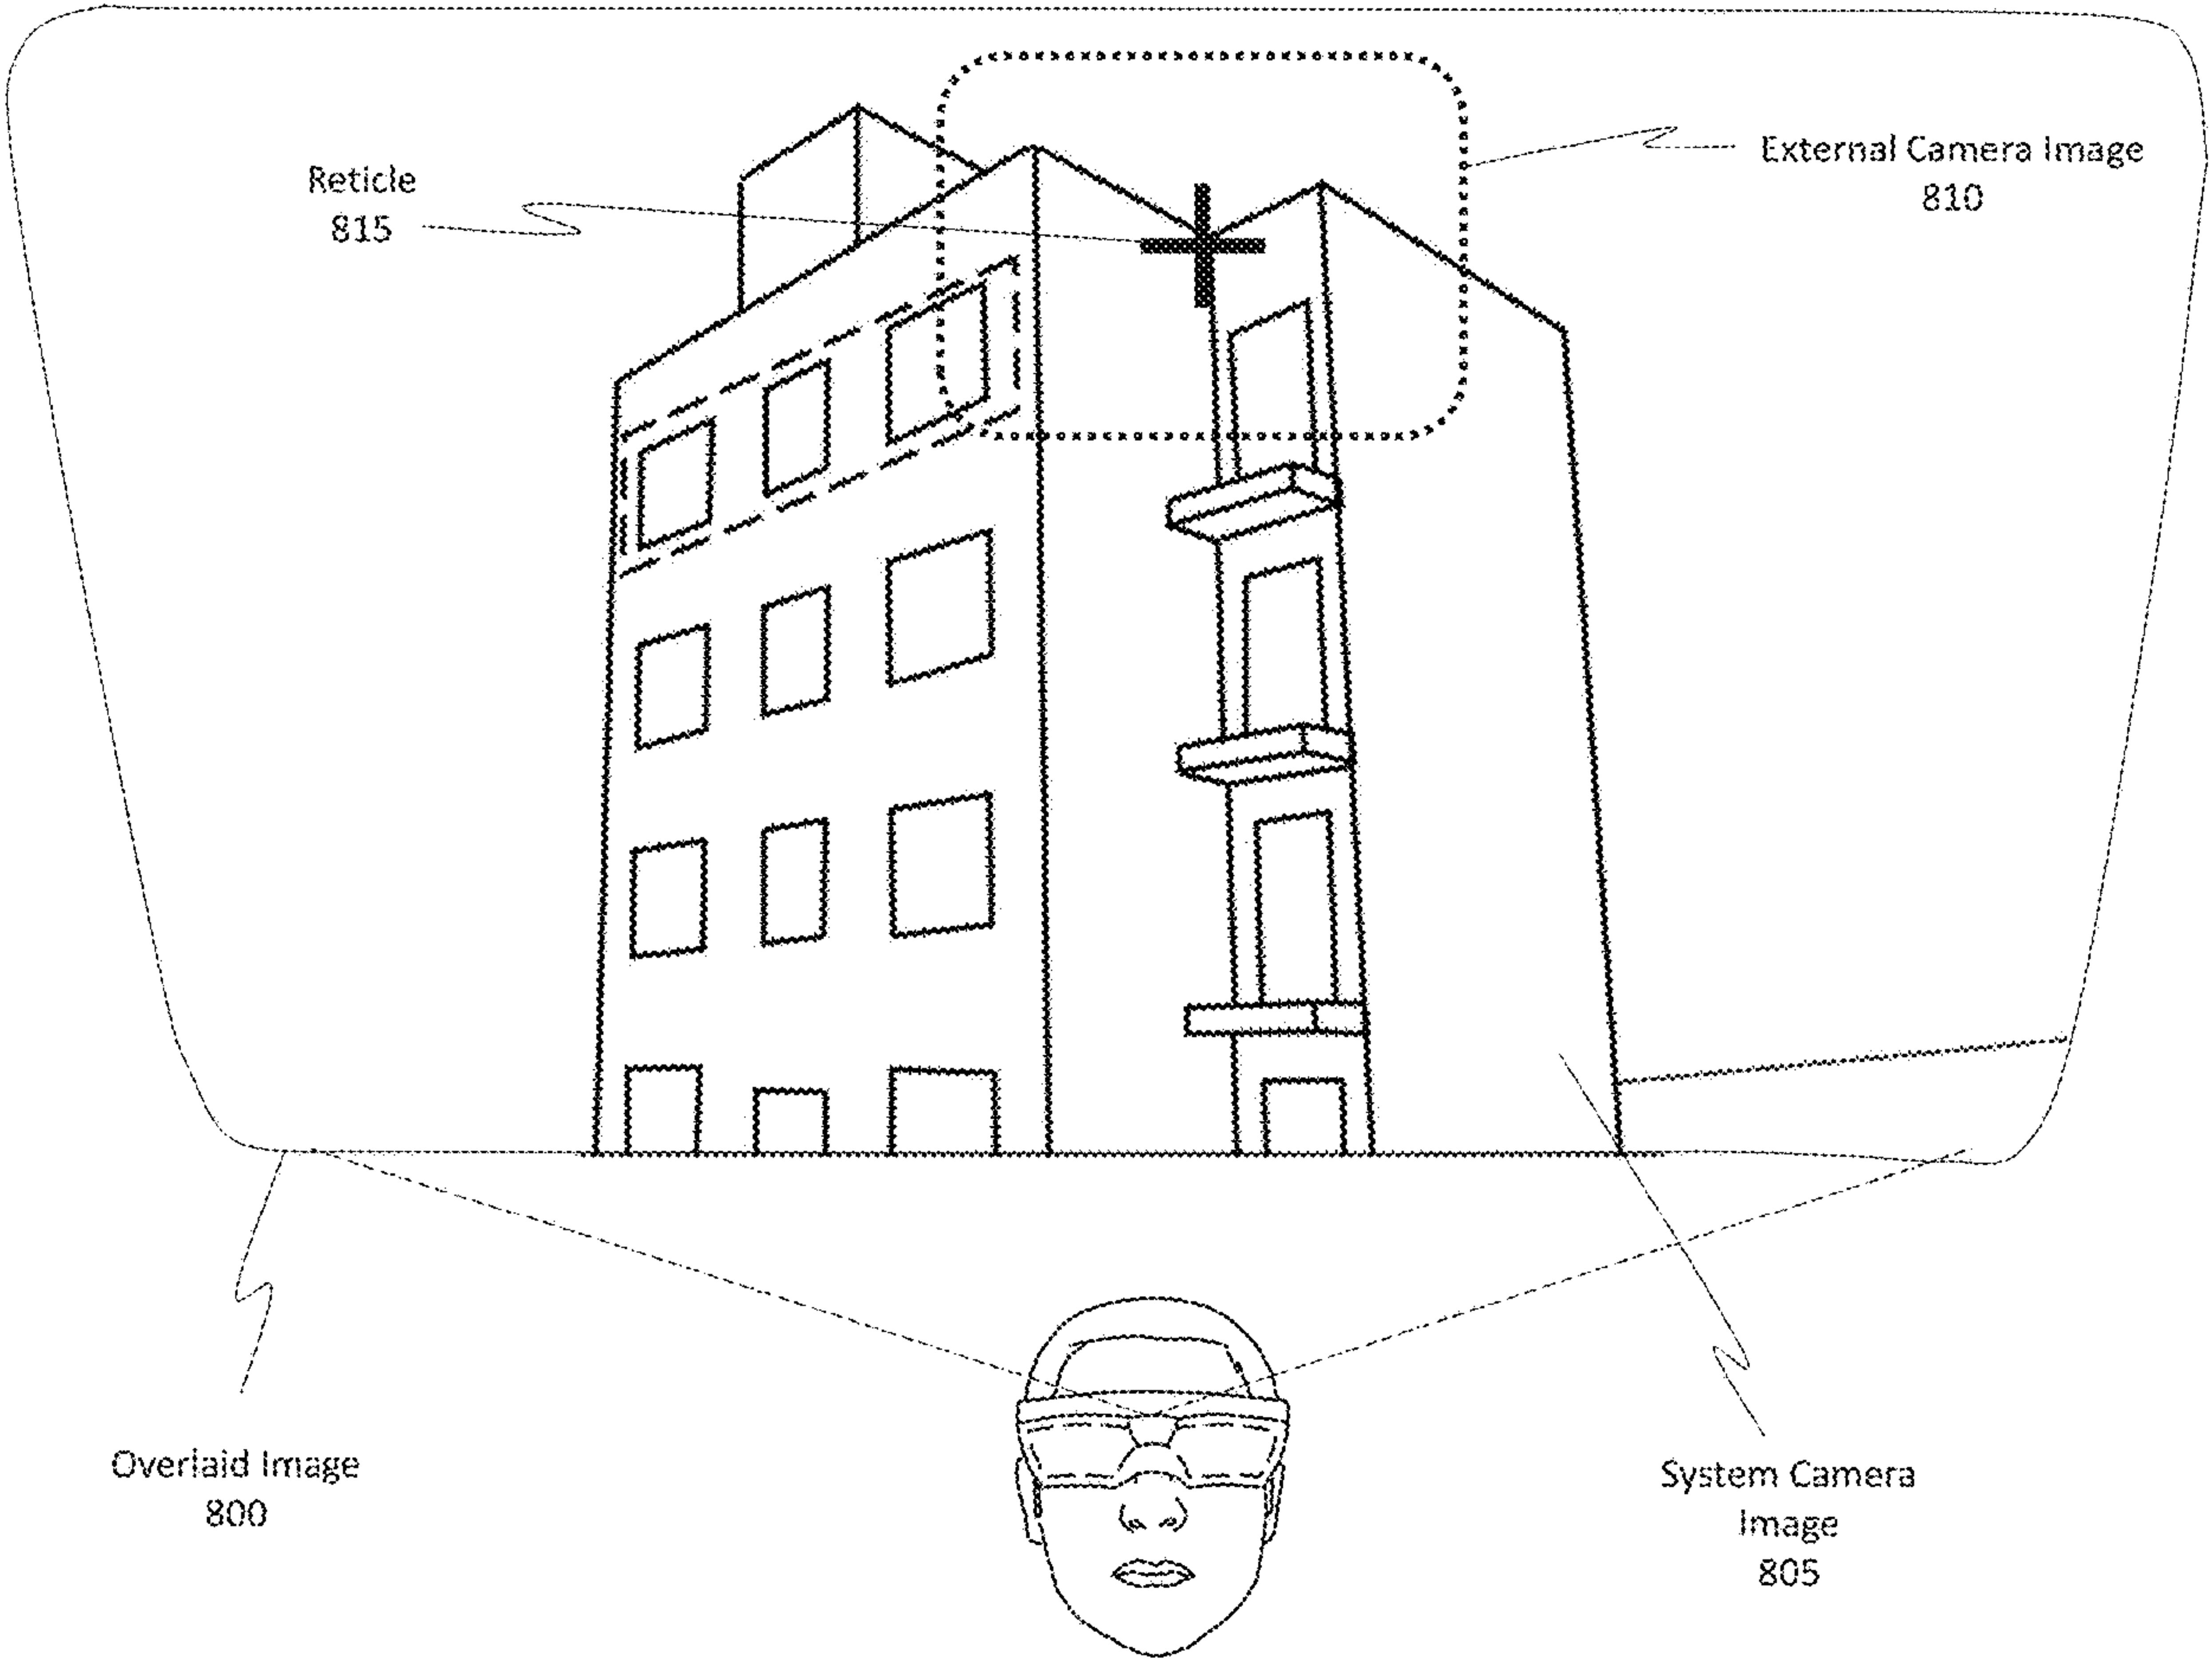 External Camera Image
810
Reticle
815
Overlaid Image
800
System Camera
Image
805